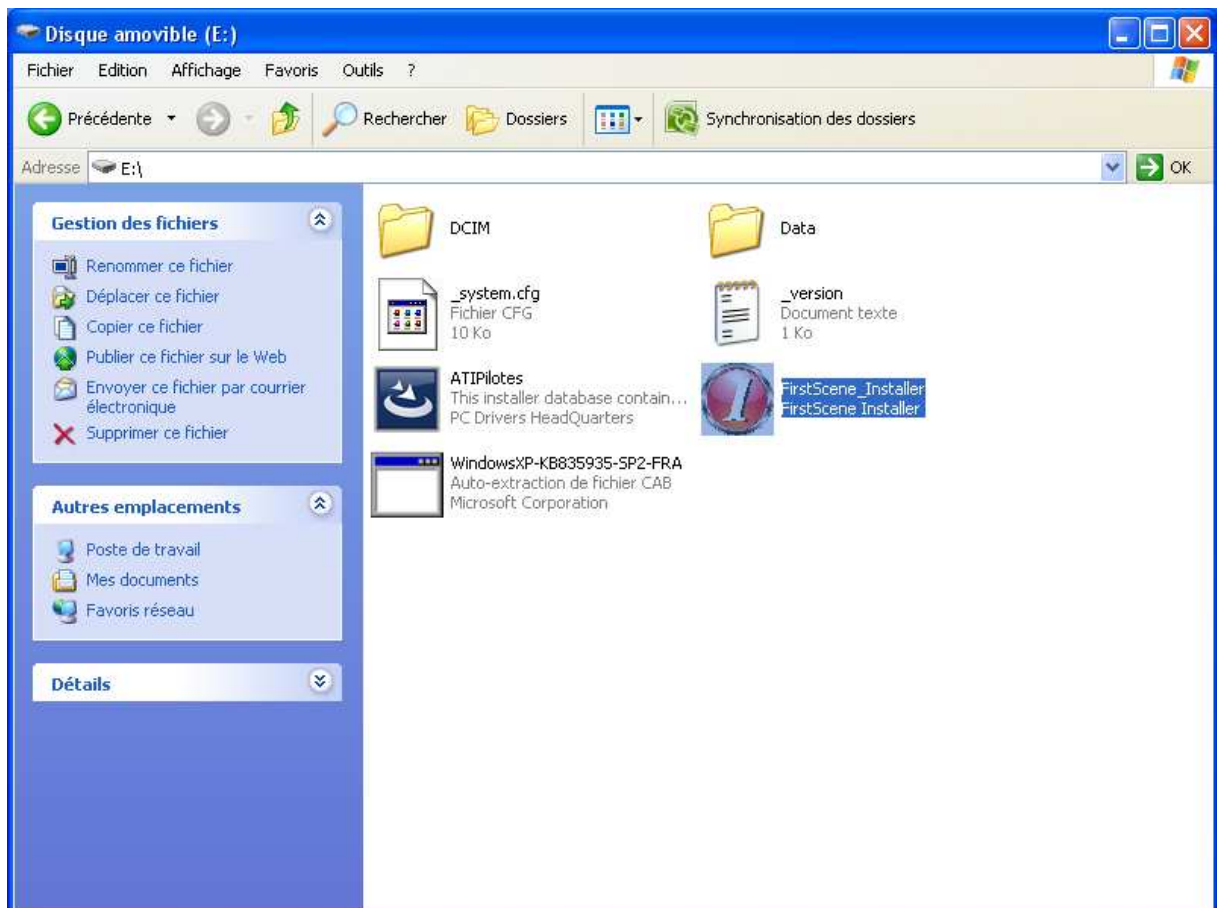 Disque amovible (E:)
Fichier Edition Affichage Favoris Outils ?
Précédente Rechercher Dossiers Synchronisation des dossiers
Adresse E:\ OK
Gestion des fichiers
Renommer ce fichier
Déplacer ce fichier
Copier ce fichier
Publier ce fichier sur le Web
Envoyer ce fichier par courrier
électronique
Supprimer ce fichier
Autres emplacements
Poste de travail
Mes documents
Favoris réseau
Détails
DCIM
Data
_system.cfg
Fichier CFG
10 Ko
_version
Document texte
1 Ko
ATIPilotes
This installer database contain...
PC Drivers HeadQuarters
1
FirstScene_Installer
FirstScene Installer
WindowsXP-KB835935-SP2-FRA
Auto-extraction de fichier CAB
Microsoft Corporation